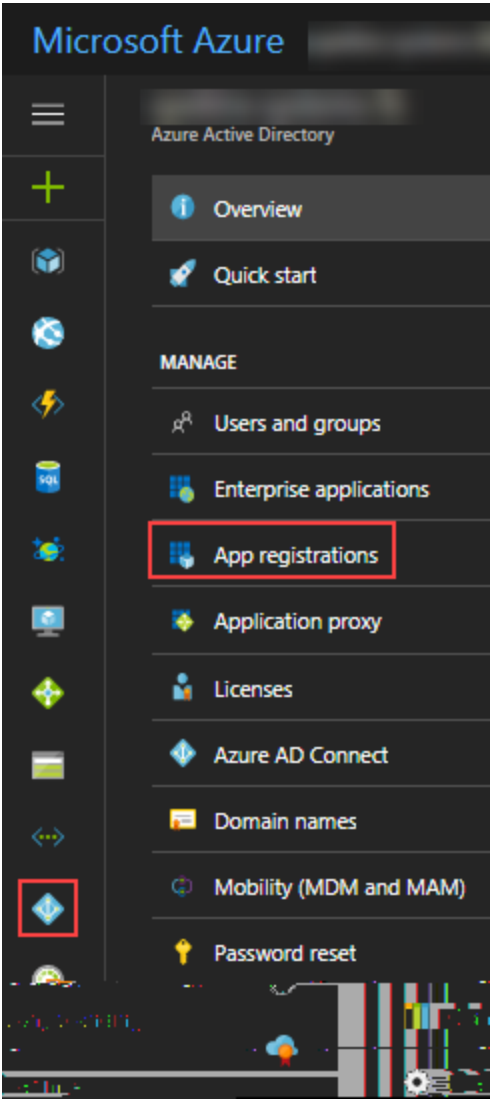 Microsoft Azure
Azure Active Directory
Overview
Quick start
MANAGE
Users and groups
Enterprise applications
SQL
App registrations
Application proxy
Licenses
Azure AD Connect
Domain names
Mobility (MDM and MAM)
Password reset